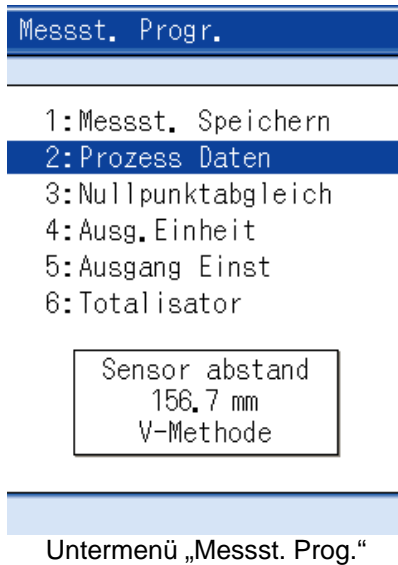 Messst. Progr.
1:Messst. Speichern
2:Prozess Daten
3:Nullpunktabgleich
4:Ausg.Einheit
5:Ausgang Einst
6:Totalisator
Sensor abstand
156.7 mm
V-Methode
Untermenü „Messst. Prog.“